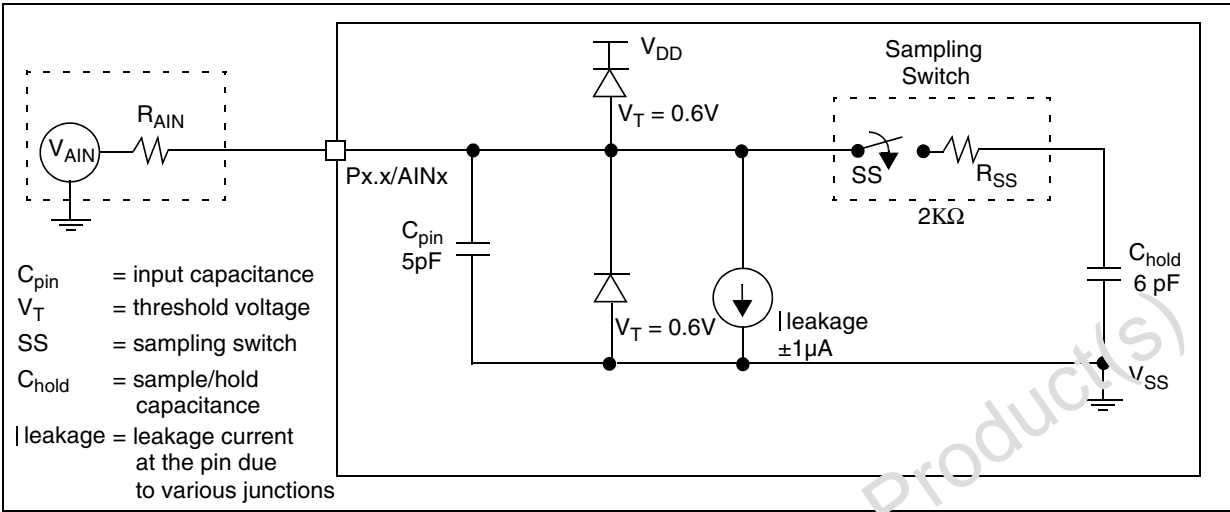 V_DD
Sampling
Switch
R_AIN
V_T = 0.6V
V_AIN
Px.x/AINx
SS
R_SS
2KΩ
C_pin
5pF
C_hold
6 pF
V_T = 0.6V
I leakage
±1µA
V_SS
C_pin = input capacitance
V_T = threshold voltage
SS = sampling switch
C_hold = sample/hold
capacitance
I leakage = leakage current
at the pin due
to various junctions
Product(s)